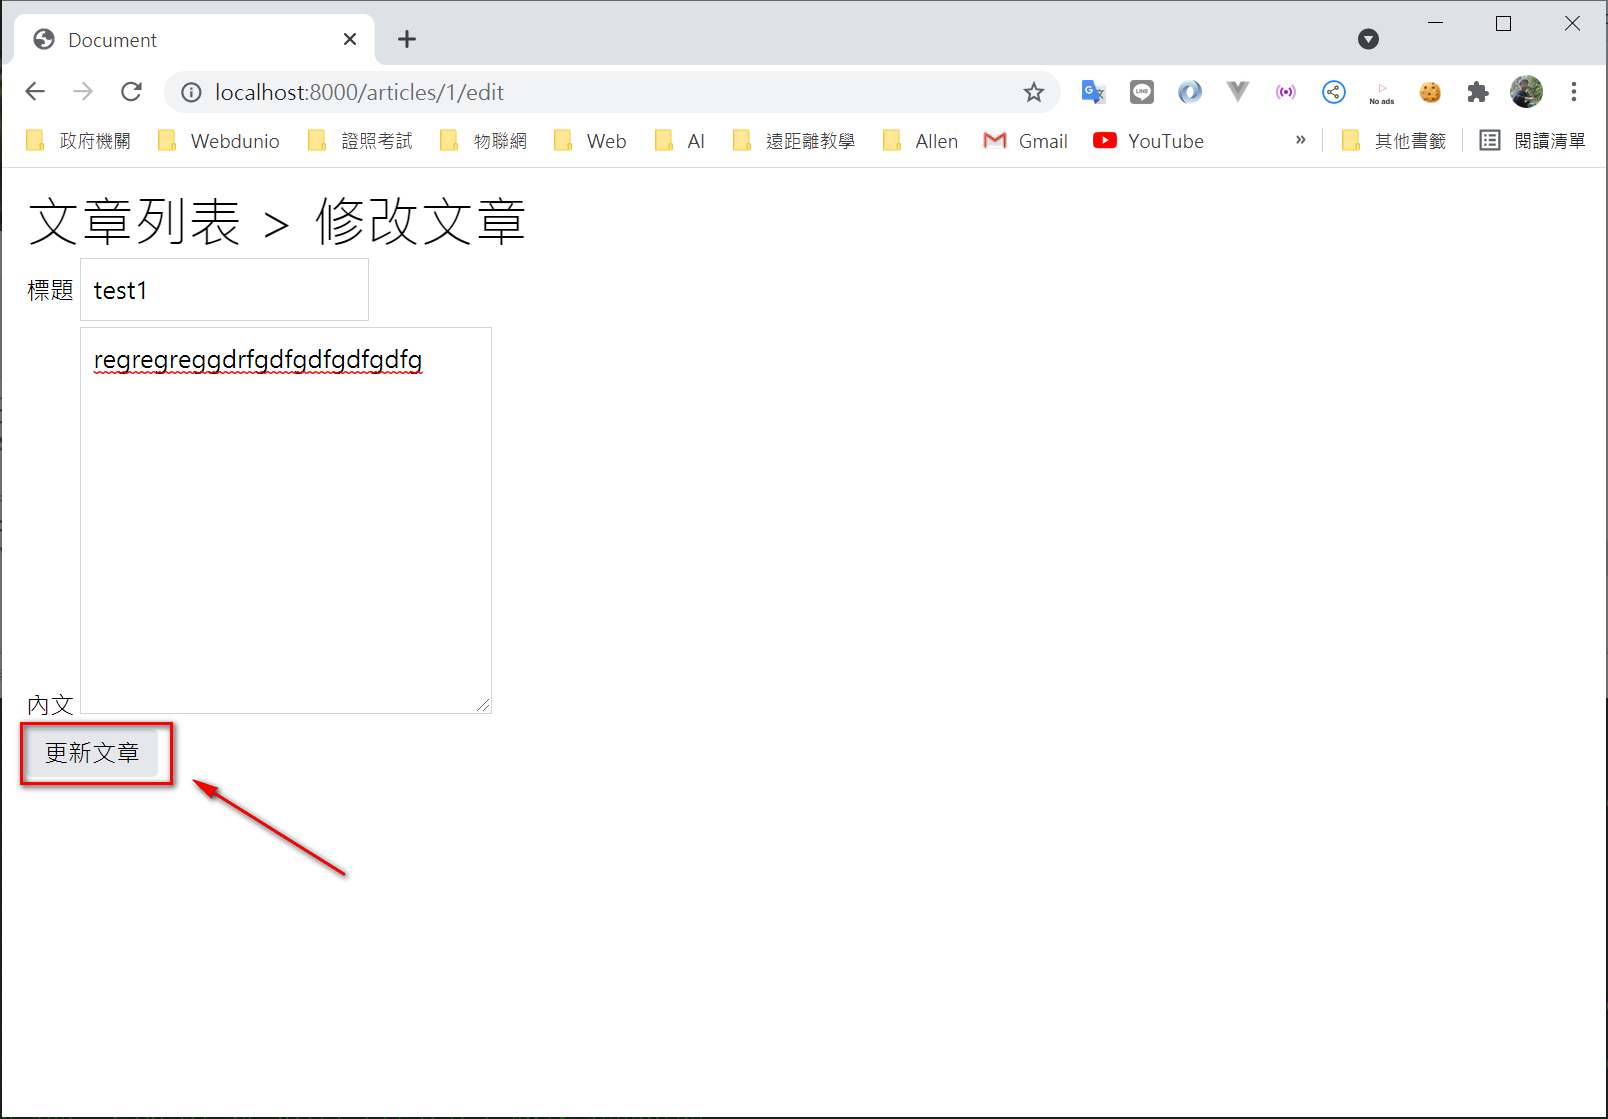 Document
localhost:8000/articles/1/edit
LINE
No ads
政府機關 Webdunio 證照考試 物聯網 Web AI 遠距離教學 Allen Gmail YouTube » 其他書籤 閱讀清單
文章列表 > 修改文章
標題 test1
regregreggdrfgdfgdfgdfgdfg
內文
更新文章